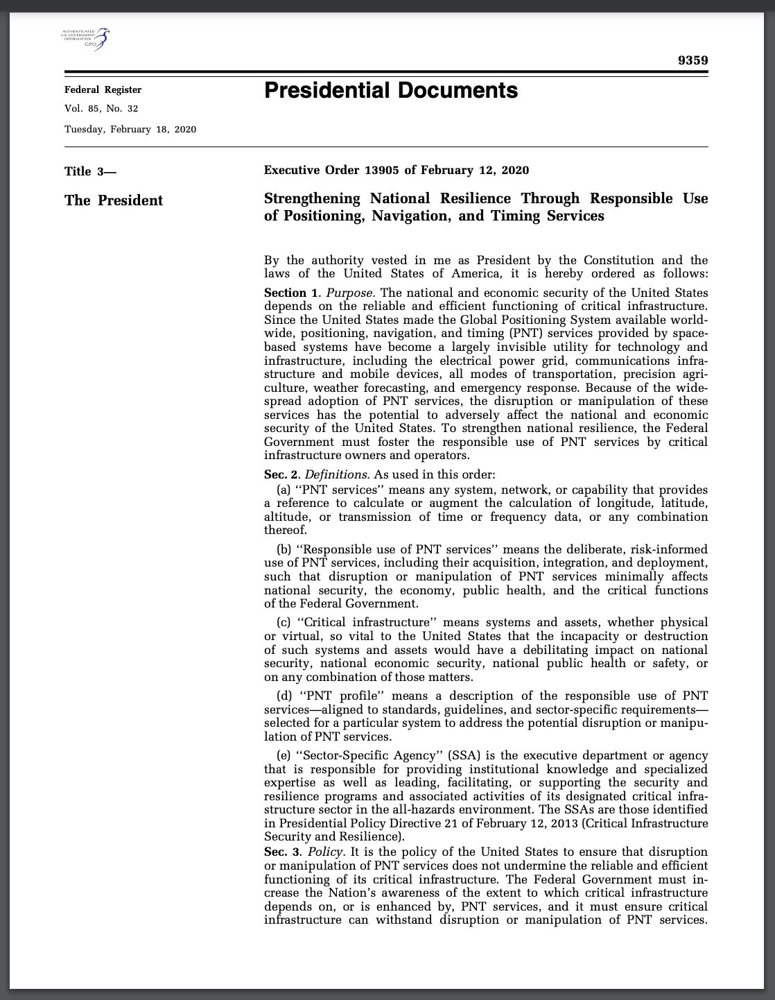 AUTHENTICATED
U.S. GOVERNMENT
INFORMATION
GPO
9359
Federal Register
Vol. 85, No. 32
Tuesday, February 18, 2020
Presidential Documents
Title 3—
The President
Executive Order 13905 of February 12, 2020
Strengthening National Resilience Through Responsible Use
of Positioning, Navigation, and Timing Services
By the authority vested in me as President by the Constitution and the
laws of the United States of America, it is hereby ordered as follows:
Section 1. Purpose. The national and economic security of the United States
depends on the reliable and efficient functioning of critical infrastructure.
Since the United States made the Global Positioning System available world-
wide, positioning, navigation, and timing (PNT) services provided by space-
based systems have become a largely invisible utility for technology and
infrastructure, including the electrical power grid, communications infra-
structure and mobile devices, all modes of transportation, precision agri-
culture, weather forecasting, and emergency response. Because of the wide-
spread adoption of PNT services, the disruption or manipulation of these
services has the potential to adversely affect the national and economic
security of the United States. To strengthen national resilience, the Federal
Government must foster the responsible use of PNT services by critical
infrastructure owners and operators.
Sec. 2. Definitions. As used in this order:
(a) ‘‘PNT services’’ means any system, network, or capability that provides
a reference to calculate or augment the calculation of longitude, latitude,
altitude, or transmission of time or frequency data, or any combination
thereof.
(b) ‘‘Responsible use of PNT services’’ means the deliberate, risk-informed
use of PNT services, including their acquisition, integration, and deployment,
such that disruption or manipulation of PNT services minimally affects
national security, the economy, public health, and the critical functions
of the Federal Government.
(c) ‘‘Critical infrastructure’’ means systems and assets, whether physical
or virtual, so vital to the United States that the incapacity or destruction
of such systems and assets would have a debilitating impact on national
security, national economic security, national public health or safety, or
on any combination of those matters.
(d) ‘‘PNT profile’’ means a description of the responsible use of PNT
services—aligned to standards, guidelines, and sector-specific requirements—
selected for a particular system to address the potential disruption or manipu-
lation of PNT services.
(e) ‘‘Sector-Specific Agency’’ (SSA) is the executive department or agency
that is responsible for providing institutional knowledge and specialized
expertise as well as leading, facilitating, or supporting the security and
resilience programs and associated activities of its designated critical infra-
structure sector in the all-hazards environment. The SSAs are those identified
in Presidential Policy Directive 21 of February 12, 2013 (Critical Infrastructure
Security and Resilience).
Sec. 3. Policy. It is the policy of the United States to ensure that disruption
or manipulation of PNT services does not undermine the reliable and efficient
functioning of its critical infrastructure. The Federal Government must in-
crease the Nation’s awareness of the extent to which critical infrastructure
depends on, or is enhanced by, PNT services, and it must ensure critical
infrastructure can withstand disruption or manipulation of PNT services.